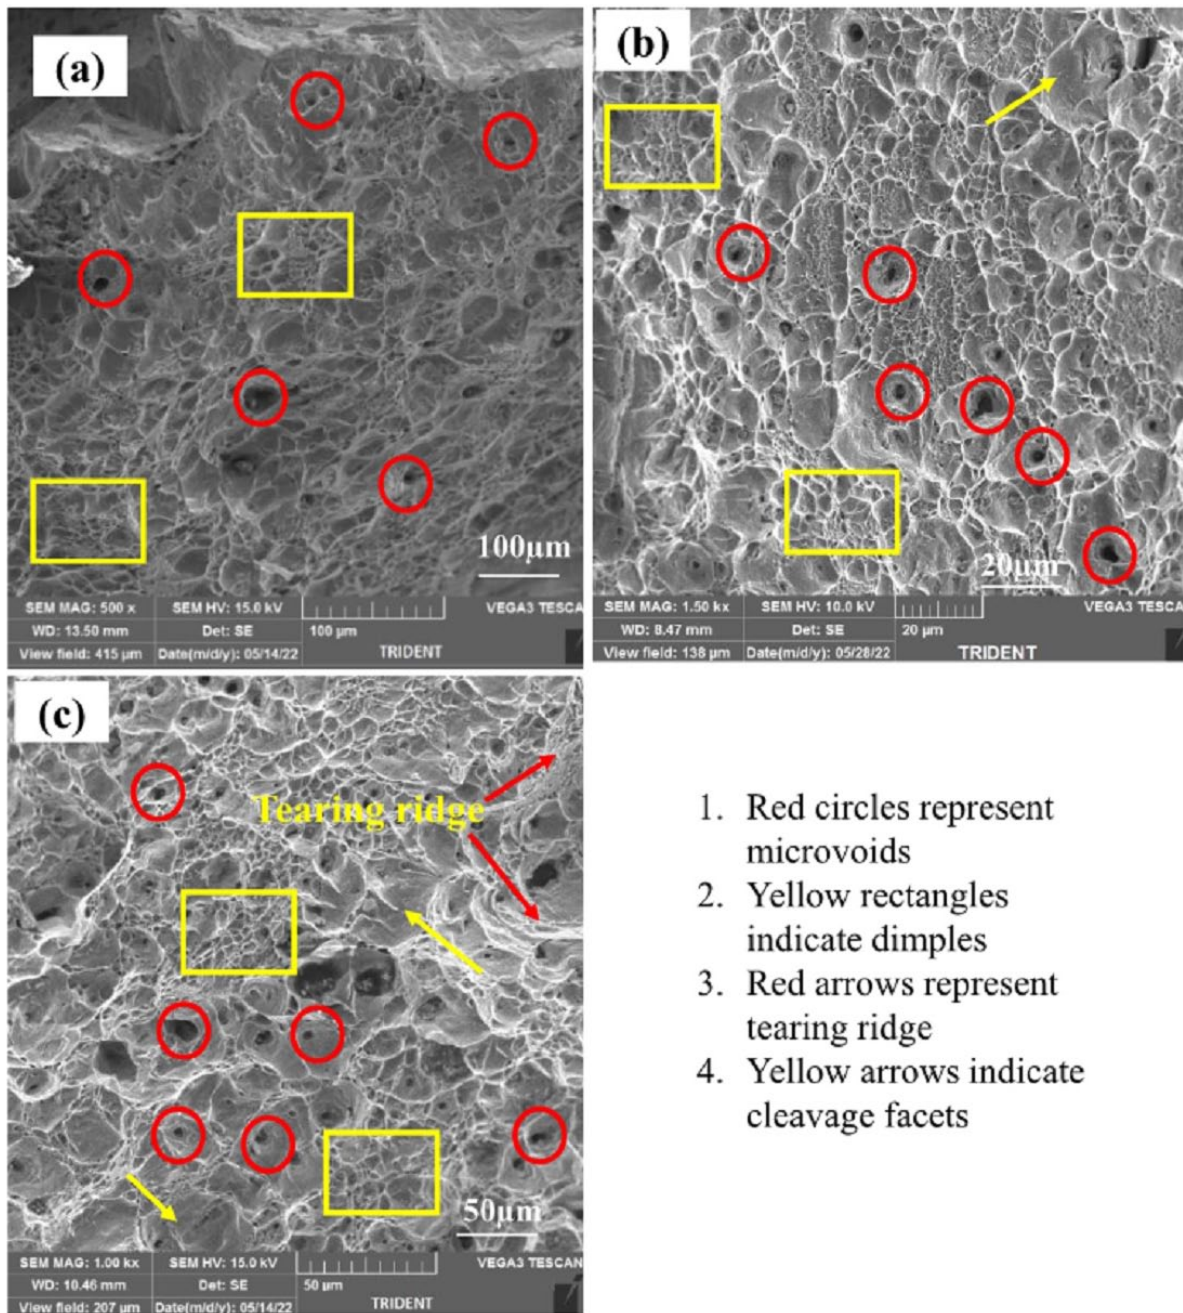 (a)
100μm
SEM MAG: 500 x
SEM HV: 15.0 kV
VEGA3 TESCA
WD: 13.50 mm
Det: SE
100 μm
View field: 415 μm
Date(m/d/y): 05/14/22
TRIDENT
(b)
20μm
SEM MAG: 1.50 kx
SEM HV: 10.0 kV
VEGA3 TESCA
WD: 8.47 mm
Det: SE
20 μm
View field: 138 μm
Date(m/d/y): 05/28/22
TRIDENT
(c)
Tearing ridge
50μm
SEM MAG: 1.00 kx
SEM HV: 15.0 kV
VEGA3 TESCAN
WD: 10.46 mm
Det: SE
50 μm
View field: 207 μm
Date(m/d/y): 05/14/22
TRIDENT
1. Red circles represent
microvoids
2. Yellow rectangles
indicate dimples
3. Red arrows represent
tearing ridge
4. Yellow arrows indicate
cleavage facets